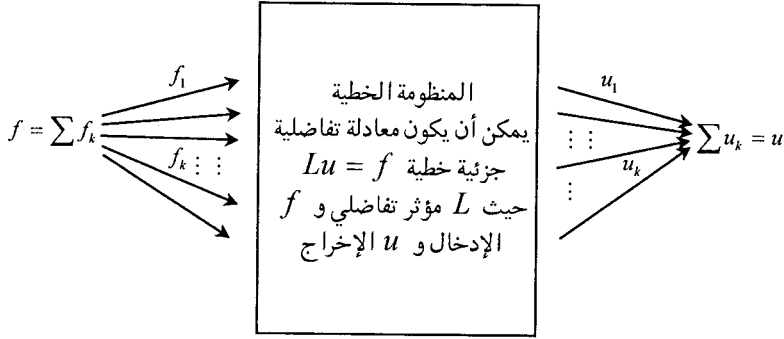 f = ∑ f_k
f_1
f_k ⋮ ⋮
المنظومة الخطية
يمكن أن يكون معادلة تفاضلية
جزئية خطية Lu = f
حيث L مؤثر تفاضلي و f
الإدخال و u الإخراج
u_1
⋮ ⋮
u_k
⋮
∑ u_k = u